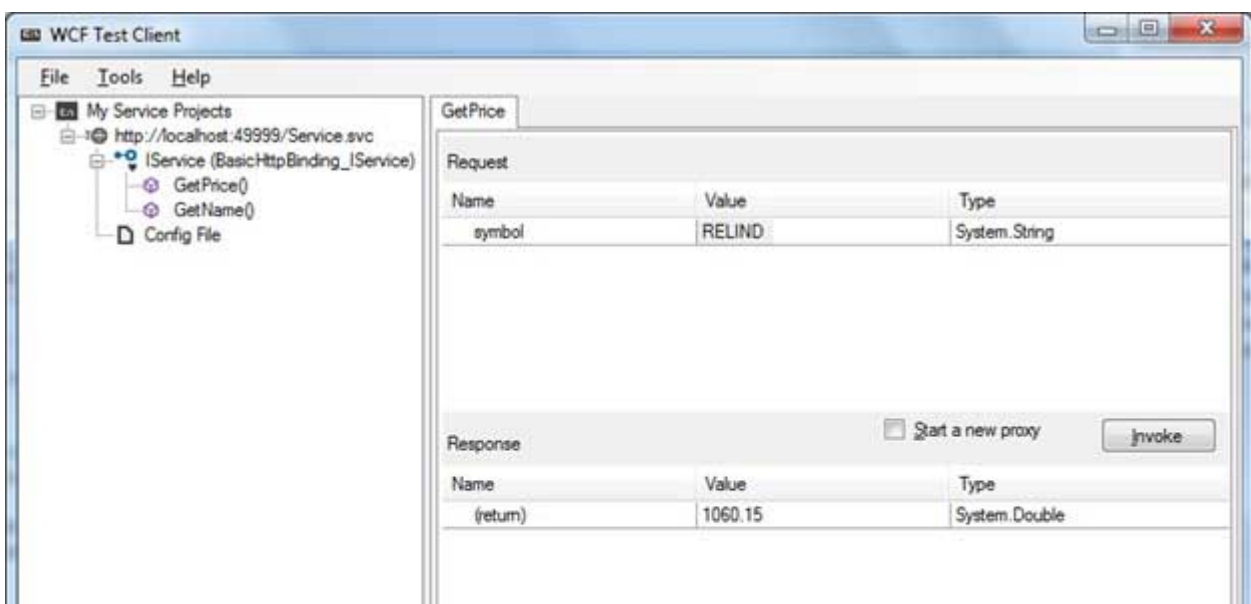 WCF Test Client
File Tools Help
My Service Projects
http://localhost:49999/Service.svc
IService (BasicHttpBinding_IService)
GetPrice()
GetName()
Config File
GetPrice
Request
Name Value Type
symbol RELIND System.String
Response Start a new proxy Invoke
Name Value Type
(return) 1060.15 System.Double